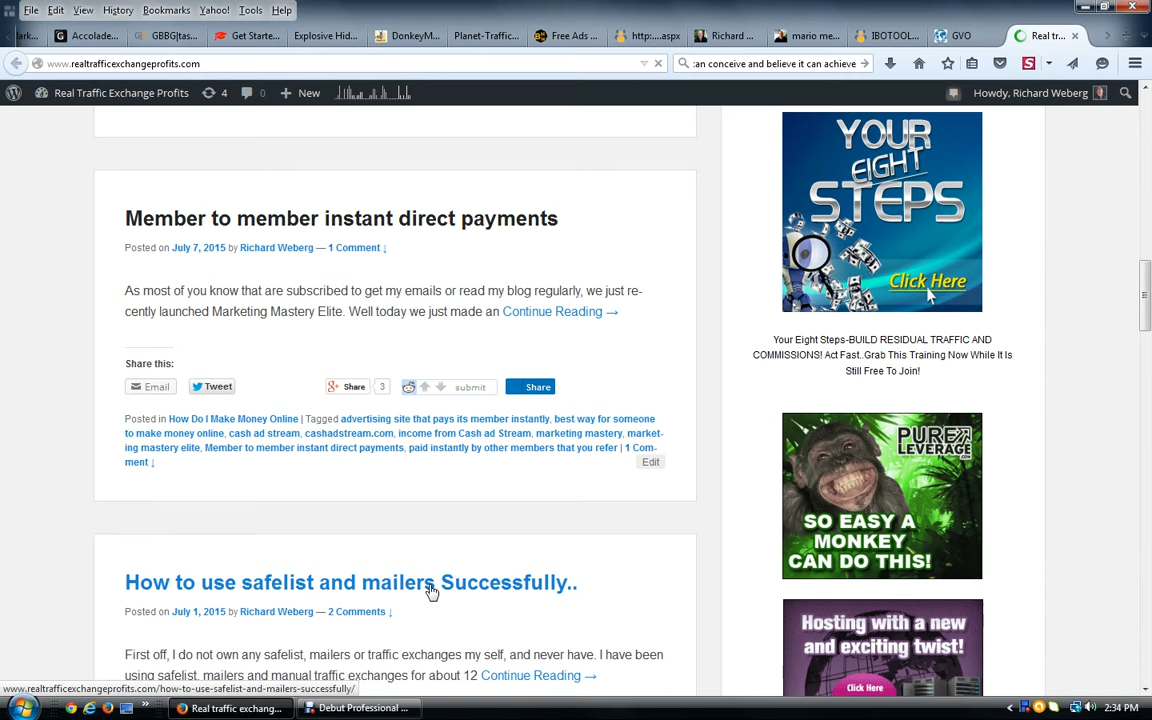 File Edit View History Bookmarks Yahoo! Tools Help
ark... Accolade... GBBG|tas... Get Starte... Explosive Hid... DonkeyM... Planet-Traffic... Free Ads ... http:....aspx Richard ... mario me... IBOTOOL... GVO Real tr...
www.realtrafficexchangeprofits.com
:an conceive and believe it can achieve
Real Traffic Exchange Profits 4 0 New Howdy, Richard Weberg
Member to member instant direct payments
Posted on July 7, 2015 by Richard Weberg — 1 Comment ↓
As most of you know that are subscribed to get my emails or read my blog regularly, we just re-
cently launched Marketing Mastery Elite. Well today we just made an Continue Reading →
Share this:
Email Tweet Share 3 submit Share
Posted in How Do I Make Money Online | Tagged advertising site that pays its member instantly, best way for someone
to make money online, cash ad stream, cashadstream.com, income from Cash ad Stream, marketing mastery, market-
ing mastery elite, Member to member instant direct payments, paid instantly by other members that you refer | 1 Com-
ment ↓
Edit
How to use safelist and mailers Successfully..
Posted on July 1, 2015 by Richard Weberg — 2 Comments ↓
First off, I do not own any safelist, mailers or traffic exchanges my self, and never have. I have been
using safelist, mailers and manual traffic exchanges for about 12 Continue Reading →
YOUR
EIGHT
STEPS
Click Here
Your Eight Steps-BUILD RESIDUAL TRAFFIC AND
COMMISSIONS! Act Fast..Grab This Training Now While It Is
Still Free To Join!
PURE
LEVERAGE
.COM
SO EASY A
MONKEY
CAN DO THIS!
Hosting with a new
and exciting twist!
Click Here
www.realtrafficexchangeprofits.com/how-to-use-safelist-and-mailers-successfully/
Real traffic exchang... Debut Professional ... 2:34 PM